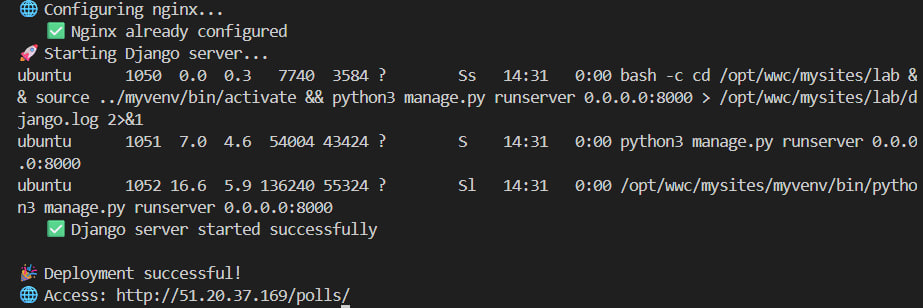 🌐 Configuring nginx...
✅ Nginx already configured
🚀 Starting Django server...
ubuntu      1050  0.0  0.3   7740  3584 ?        Ss   14:31   0:00 bash -c cd /opt/wwc/mysites/lab &
& source ../myvenv/bin/activate && python3 manage.py runserver 0.0.0.0:8000 > /opt/wwc/mysites/lab/d
jango.log 2>&1
ubuntu      1051  7.0  4.6  54004 43424 ?        S    14:31   0:00 python3 manage.py runserver 0.0.0
.0:8000
ubuntu      1052 16.6  5.9 136240 55324 ?        Sl   14:31   0:00 /opt/wwc/mysites/myvenv/bin/pytho
n3 manage.py runserver 0.0.0.0:8000
✅ Django server started successfully
🎉 Deployment successful!
🌐 Access: http://51.20.37.169/polls/